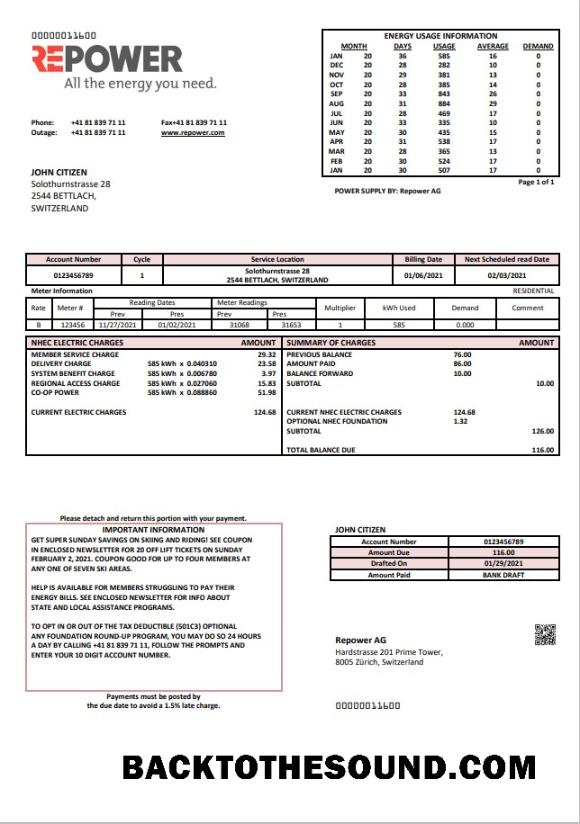 00000011600
REPOWER
All the energy you need.
Phone: +41 81 839 71 11 Fax+41 81 839 71 11
Outage: +41 81 839 71 11 www.repower.com
JOHN CITIZEN
Solothurnstrasse 28
2544 BETTLACH,
SWITZERLAND
ENERGY USAGE INFORMATION
MONTH DAYS USAGE AVERAGE DEMAND
JAN 20 36 585 16 0
DEC 20 28 282 10 0
NOV 20 29 381 13 0
OCT 20 28 385 14 0
SEP 20 33 843 26 0
AUG 20 31 884 29 0
JUL 20 28 469 17 0
JUN 20 33 335 10 0
MAY 20 30 435 15 0
APR 20 31 538 17 0
MAR 20 28 365 13 0
FEB 20 30 524 17 0
JAN 20 30 507 17 0
Page 1 of 1
POWER SUPPLY BY: Repower AG
Account Number Cycle Service Location Billing Date Next Scheduled read Date
0123456789 1 Solothurnstrasse 28 01/06/2021 02/03/2021
2544 BETTLACH, SWITZERLAND
Meter Information RESIDENTIAL
Rate Meter # Reading Dates Meter Readings Multiplier kWh Used Demand Comment
Prev Pres Prev Pres
B 123456 11/27/2021 01/02/2021 31068 31653 1 585 0.000
NHEC ELECTRIC CHARGES AMOUNT
MEMBER SERVICE CHARGE 29.32
DELIVERY CHARGE 585 kWh x 0.040310 23.58
SYSTEM BENEFIT CHARGE 585 kWh x 0.006780 3.97
REGIONAL ACCESS CHARGE 585 kWh x 0.027060 15.83
CO-OP POWER 585 kWh x 0.088860 51.98
CURRENT ELECTRIC CHARGES 124.68
SUMMARY OF CHARGES AMOUNT
PREVIOUS BALANCE 76.00
AMOUNT PAID 86.00
BALANCE FORWARD 10.00
SUBTOTAL 10.00
CURRENT NHEC ELECTRIC CHARGES 124.68
OPTIONAL NHEC FOUNDATION 1.32
SUBTOTAL 126.00
TOTAL BALANCE DUE 116.00
Please detach and return this portion with your payment.
IMPORTANT INFORMATION
GET SUPER SUNDAY SAVINGS ON SKIING AND RIDING! SEE COUPON
IN ENCLOSED NEWSLETTER FOR 20 OFF LIFT TICKETS ON SUNDAY
FEBRUARY 2, 2021. COUPON GOOD FOR UP TO FOUR MEMBERS AT
ANY ONE OF SEVEN SKI AREAS.
HELP IS AVAILABLE FOR MEMBERS STRUGGLING TO PAY THEIR
ENERGY BILLS. SEE ENCLOSED NEWSLETTER FOR INFO ABOUT
STATE AND LOCAL ASSISTANCE PROGRAMS.
TO OPT IN OR OUT OF THE TAX DEDUCTIBLE (501C3) OPTIONAL
ANY FOUNDATION ROUND-UP PROGRAM, YOU MAY DO SO 24 HOURS
A DAY BY CALLING +41 81 839 71 11, FOLLOW THE PROMPTS AND
ENTER YOUR 10 DIGIT ACCOUNT NUMBER.
Payments must be posted by
the due date to avoid a 1.5% late charge.
JOHN CITIZEN
Account Number 0123456789
Amount Due 116.00
Drafted On 01/29/2021
Amount Paid BANK DRAFT
Repower AG
Hardstrasse 201 Prime Tower,
8005 Zürich, Switzerland
00000011600
BACKTOTHESOUND.COM